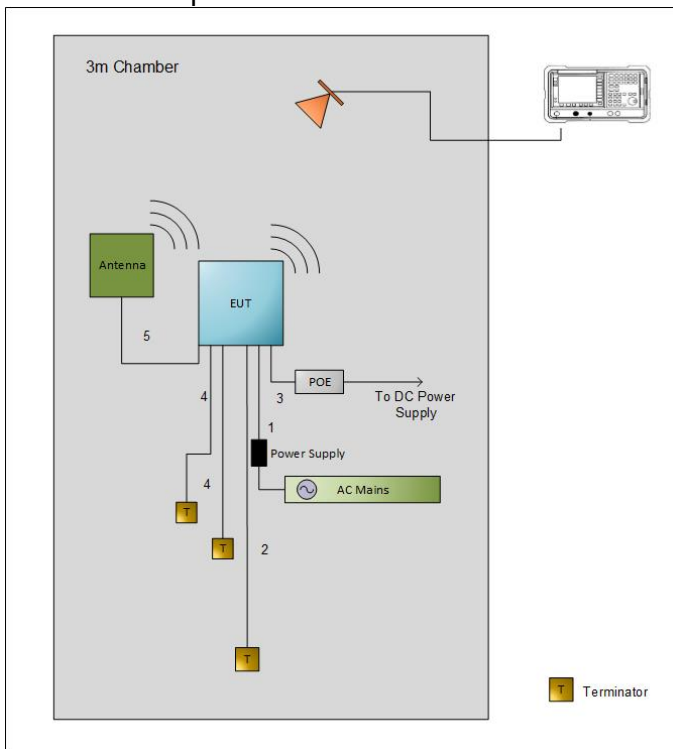 3m Chamber
Antenna
EUT
5
4
3
POE
To DC Power
Supply
1
Power Supply
4
T
AC Mains
T
2
T
T
Terminator